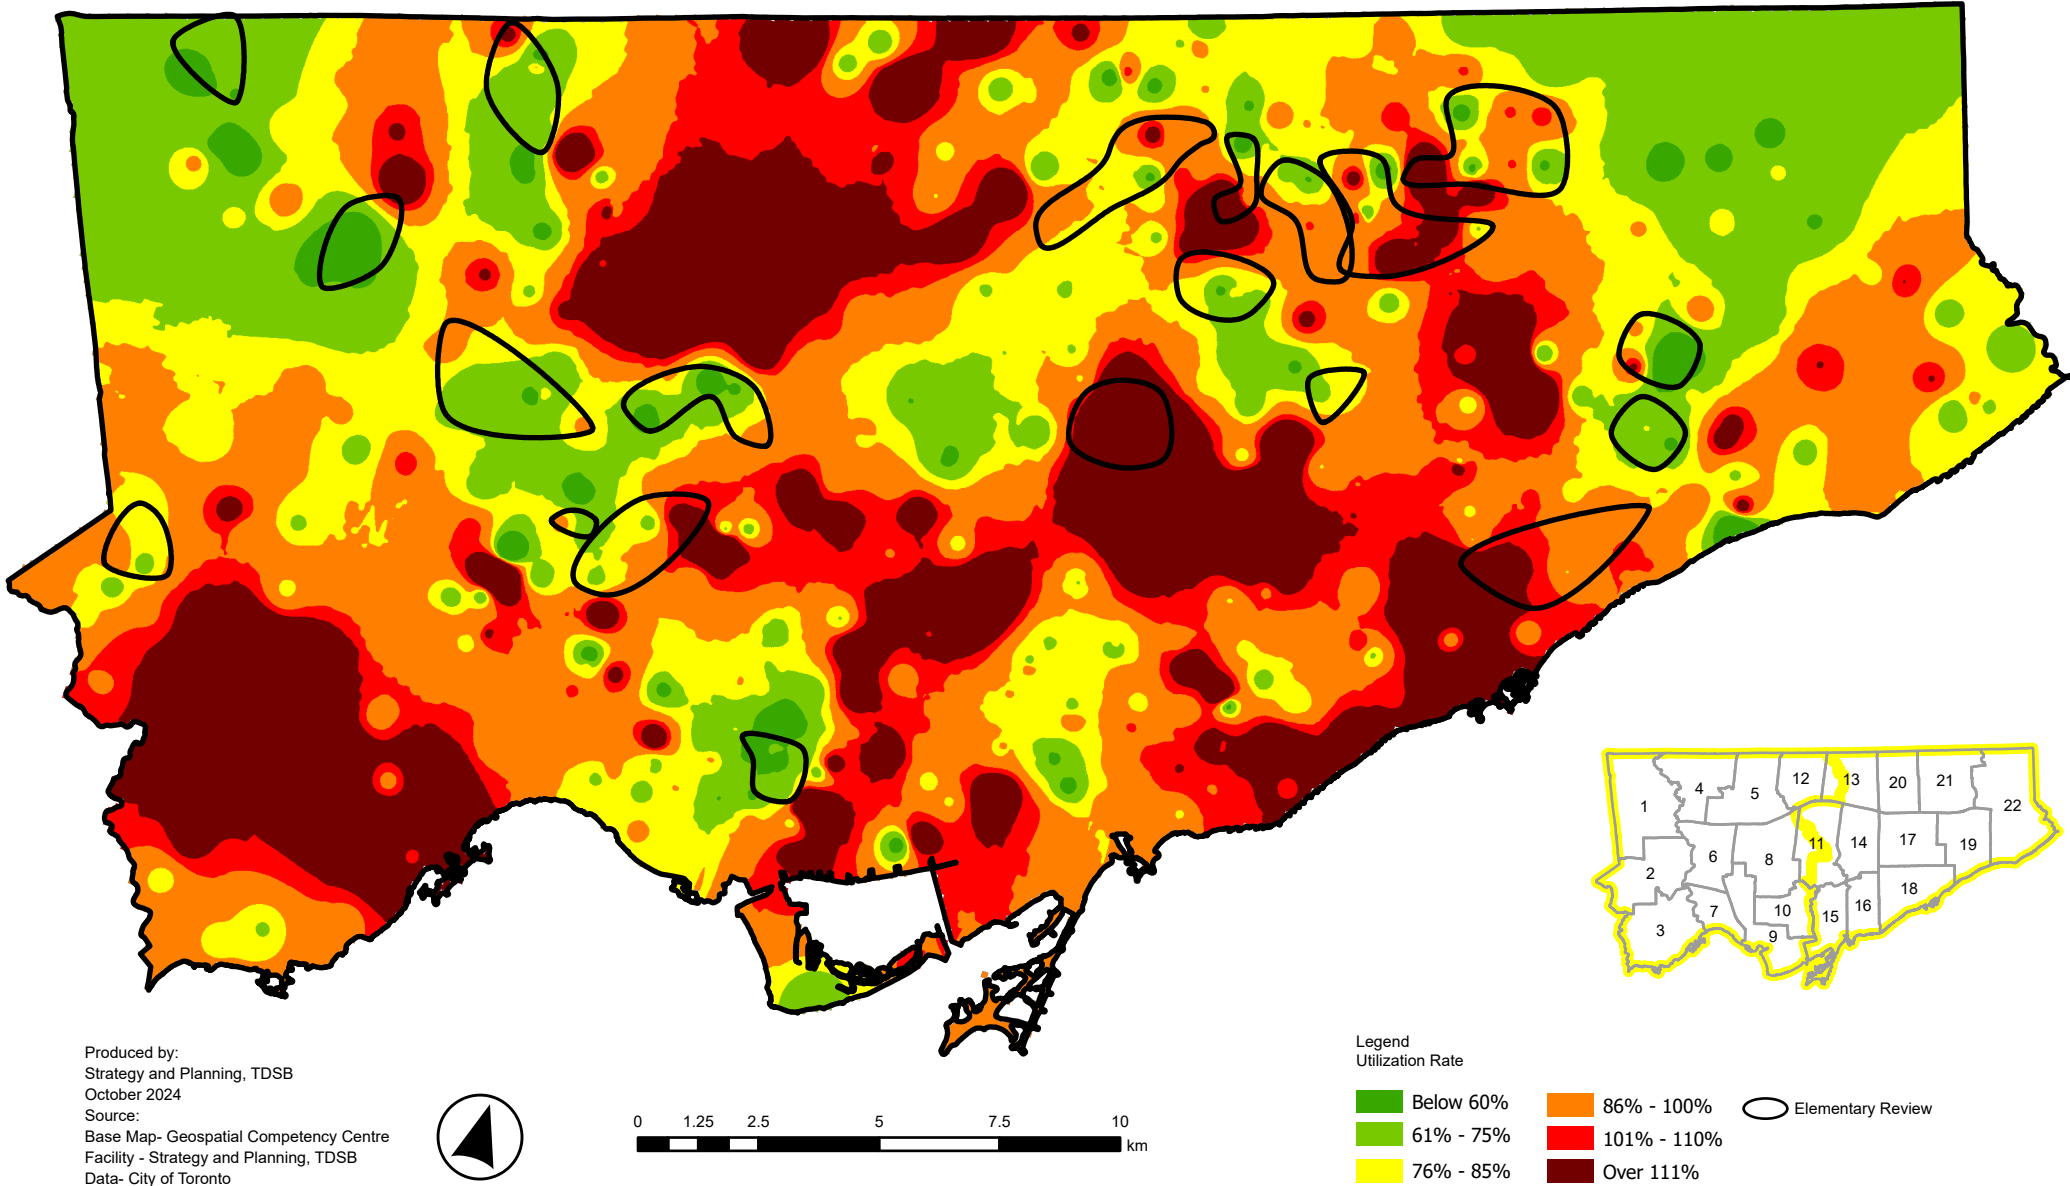 1
2
3
4
5
6
7
8
9
10
11
12
13
14
15
16
17
18
19
20
21
22
Produced by:
Strategy and Planning, TDSB
October 2024
Source:
Base Map- Geospatial Competency Centre
Facility - Strategy and Planning, TDSB
Data- City of Toronto
0 1.25 2.5 5 7.5 10
km
Legend
Utilization Rate
Below 60%
61% - 75%
76% - 85%
86% - 100%
101% - 110%
Over 111%
Elementary Review